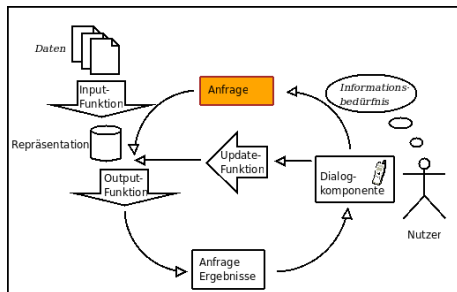 Daten
Input-
Funktion
Repräsentation
Output-
Funktion
Anfrage
Update-
Funktion
Anfrage
Ergebnisse
Informations-
bedürfnis
Dialog-
komponente
Nutzer